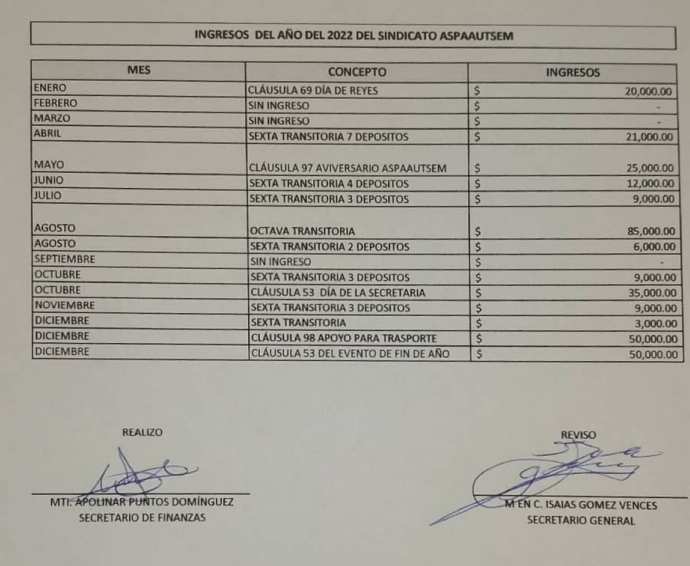 INGRESOS DEL AÑO DEL 2022 DEL SINDICATO ASPAAUTSEM
MES CONCEPTO INGRESOS
ENERO CLÁUSULA 69 DÍA DE REYES $ 20,000.00
FEBRERO SIN INGRESO $ -
MARZO SIN INGRESO $ -
ABRIL SEXTA TRANSITORIA 7 DEPOSITOS $ 21,000.00
MAYO CLÁUSULA 97 AVIVERSARIO ASPAAUTSEM $ 25,000.00
JUNIO SEXTA TRANSITORIA 4 DEPOSITOS $ 12,000.00
JULIO SEXTA TRANSITORIA 3 DEPOSITOS $ 9,000.00
AGOSTO OCTAVA TRANSITORIA $ 85,000.00
AGOSTO SEXTA TRANSITORIA 2 DEPOSITOS $ 6,000.00
SEPTIEMBRE SIN INGRESO $ -
OCTUBRE SEXTA TRANSITORIA 3 DEPOSITOS $ 9,000.00
OCTUBRE CLÁUSULA 53 DÍA DE LA SECRETARIA $ 35,000.00
NOVIEMBRE SEXTA TRANSITORIA 3 DEPOSITOS $ 9,000.00
DICIEMBRE SEXTA TRANSITORIA $ 3,000.00
DICIEMBRE CLÁUSULA 98 APOYO PARA TRASPORTE $ 50,000.00
DICIEMBRE CLÁUSULA 53 DEL EVENTO DE FIN DE AÑO $ 50,000.00
REALIZO REVISO
MTI. APOLINAR PUNTOS DOMÍNGUEZ M EN C. ISAIAS GOMEZ VENCES
SECRETARIO DE FINANZAS SECRETARIO GENERAL